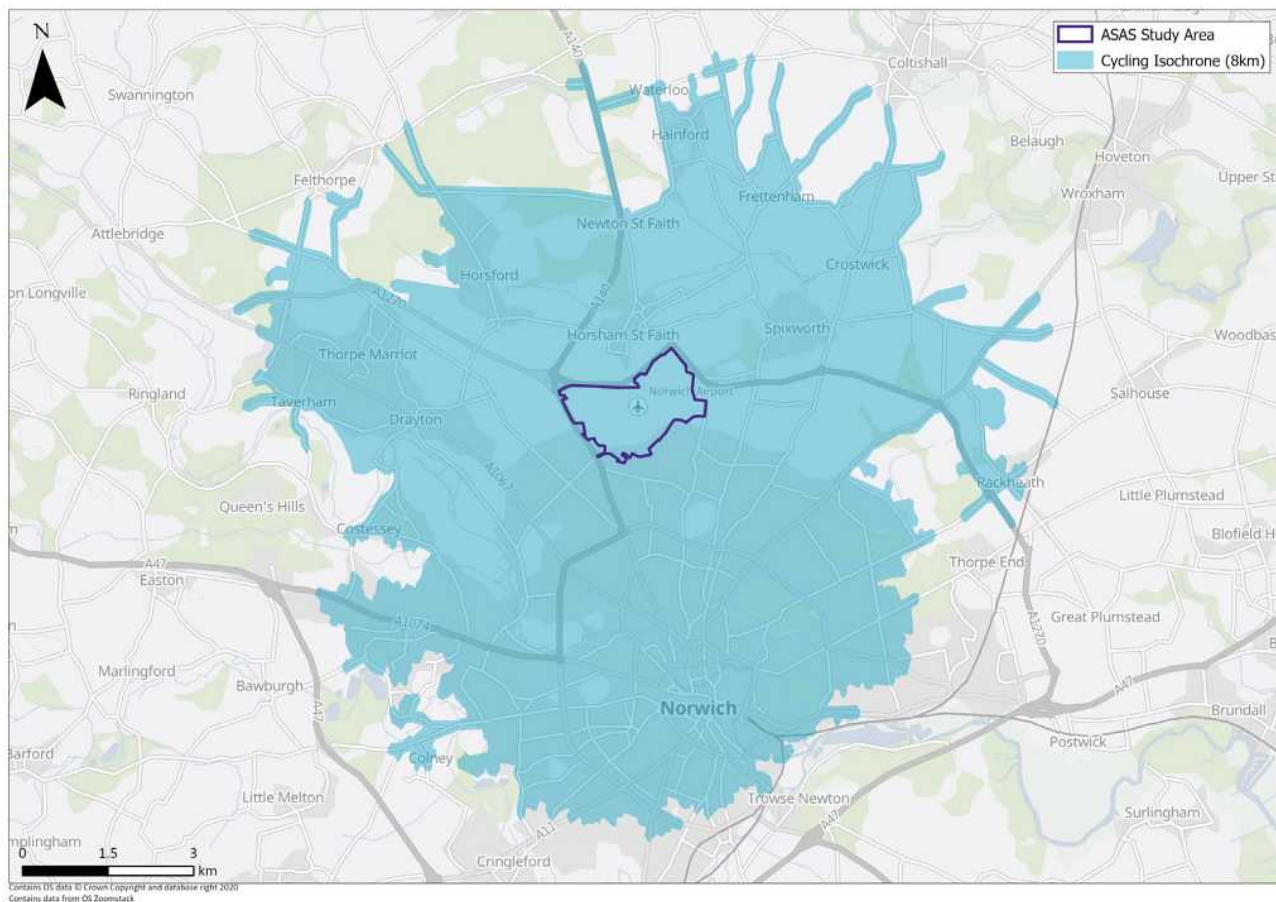 N
ASAS Study Area
Cycling Isochrone (8km)
A140
Coltishall
Swannington
Waterloo
Hainford
Belaugh
Hoveton
Felthorpe
Frettenham
Wroxham
Upper St
Attlebridge
Newton St Faith
Crostwick
Horsford
on Longville
A1270
A140
Horsham St Faith
Spixworth
Woodbas
Thorpe Marriot
Norwich Airport
Ringland
Taverham
Salhouse
Drayton
A1067
Rackheath
Little Plumstead
Queen's Hills
Costessey
Blofield H
A47
Easton
Thorpe End
A1074
Great Plumstead
A1270
Marlingford
Bawburgh
A47
A47
Norwich
Brundall
Postwick
Barford
Colney
Little Melton
Trowse Newton
Surlingham
A11
A47
mplingham
Cringleford
0 1.5 3
km
Contains OS data © Crown Copyright and database right 2020
Contains data from OS Zoomstack